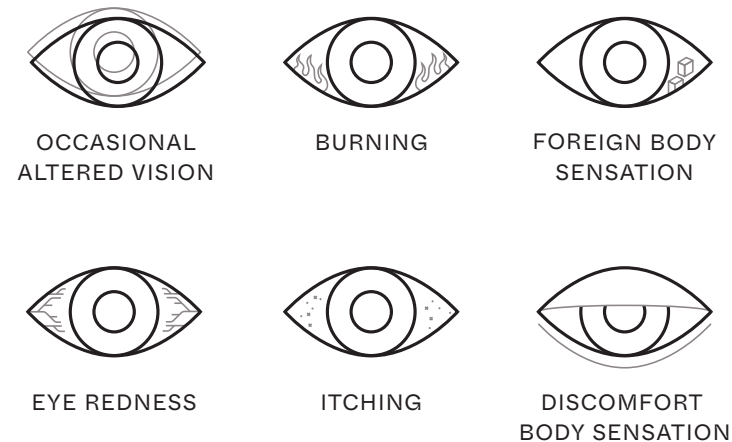 OCCASIONAL
ALTERED VISION
BURNING
FOREIGN BODY
SENSATION
EYE REDNESS
ITCHING
DISCOMFORT
BODY SENSATION